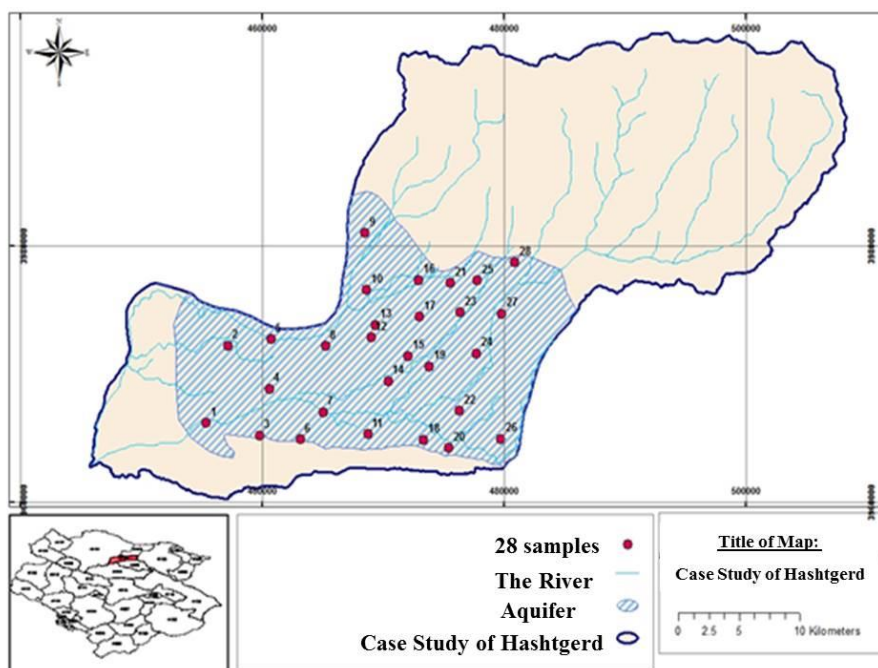 460000 480000 500000
N
W E
S
3980000 3980000
9
28
16 21 25
10
17 23 27
13
12
5
2 8
15 24
19
14
4
7 22
1
3 6 11 18 20 26
3960000 460000 480000 500000 3960000
28 samples
The River
Aquifer
Case Study of Hashtgerd
Title of Map:
Case Study of Hashtgerd
0 2.5 5 10 Kilometers